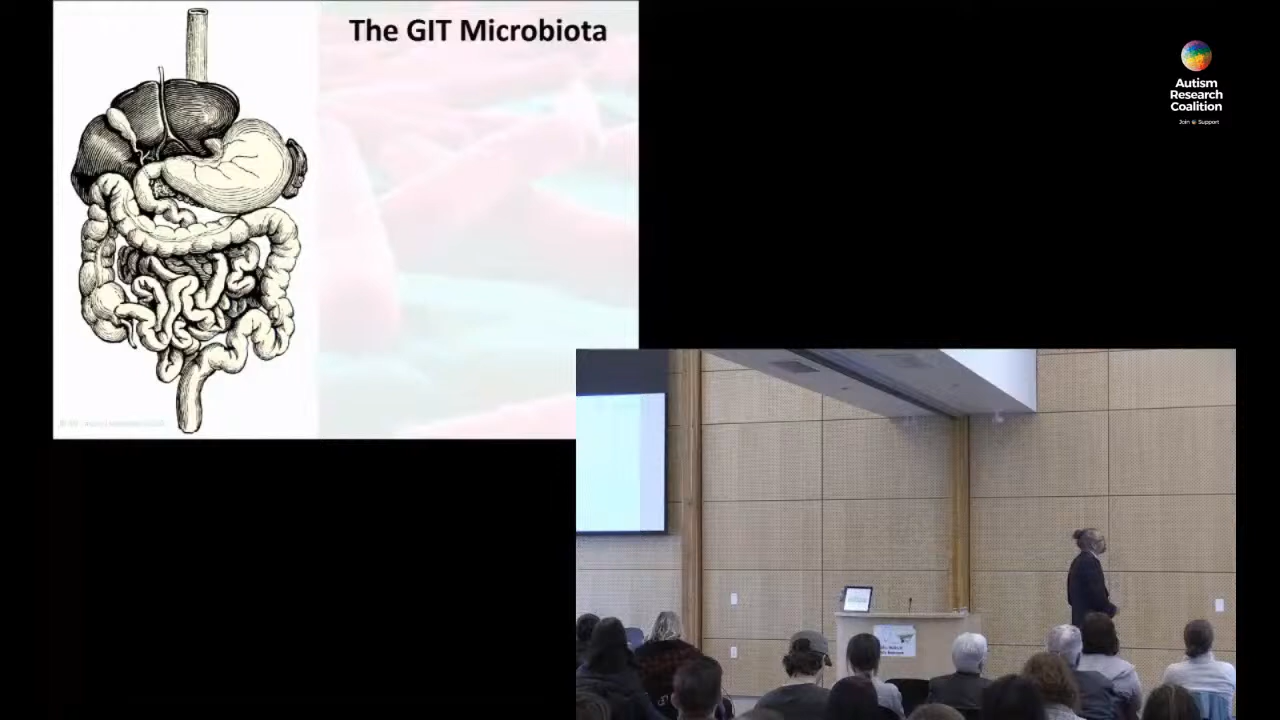 The GIT Microbiota
Autism
Research
Coalition
Join & Support